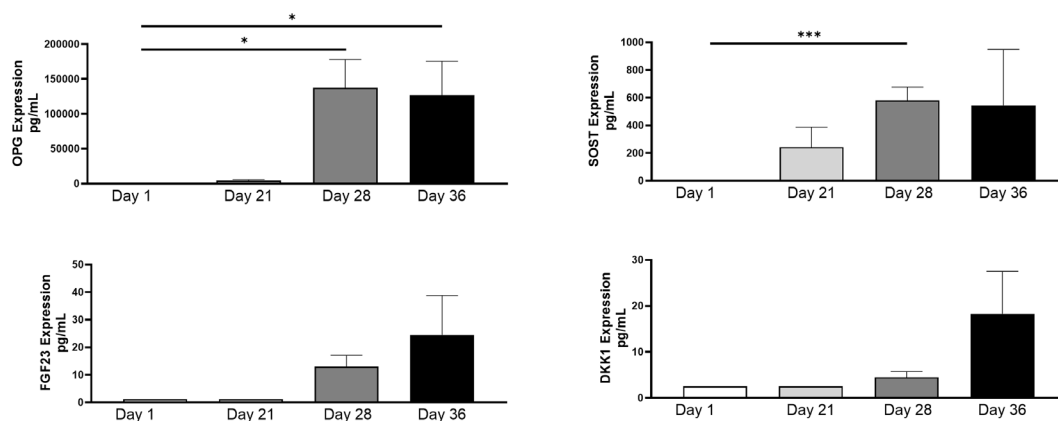 *
*
OPG Expression
pg/mL
200000
150000
100000
50000
0
Day 1 Day 21 Day 28 Day 36
***
SOST Expression
pg/mL
1000
800
600
400
200
0
Day 1 Day 21 Day 28 Day 36
FGF23 Expression
pg/mL
50
40
30
20
10
0
Day 1 Day 21 Day 28 Day 36
DKK1 Expression
pg/mL
30
20
10
0
Day 1 Day 21 Day 28 Day 36